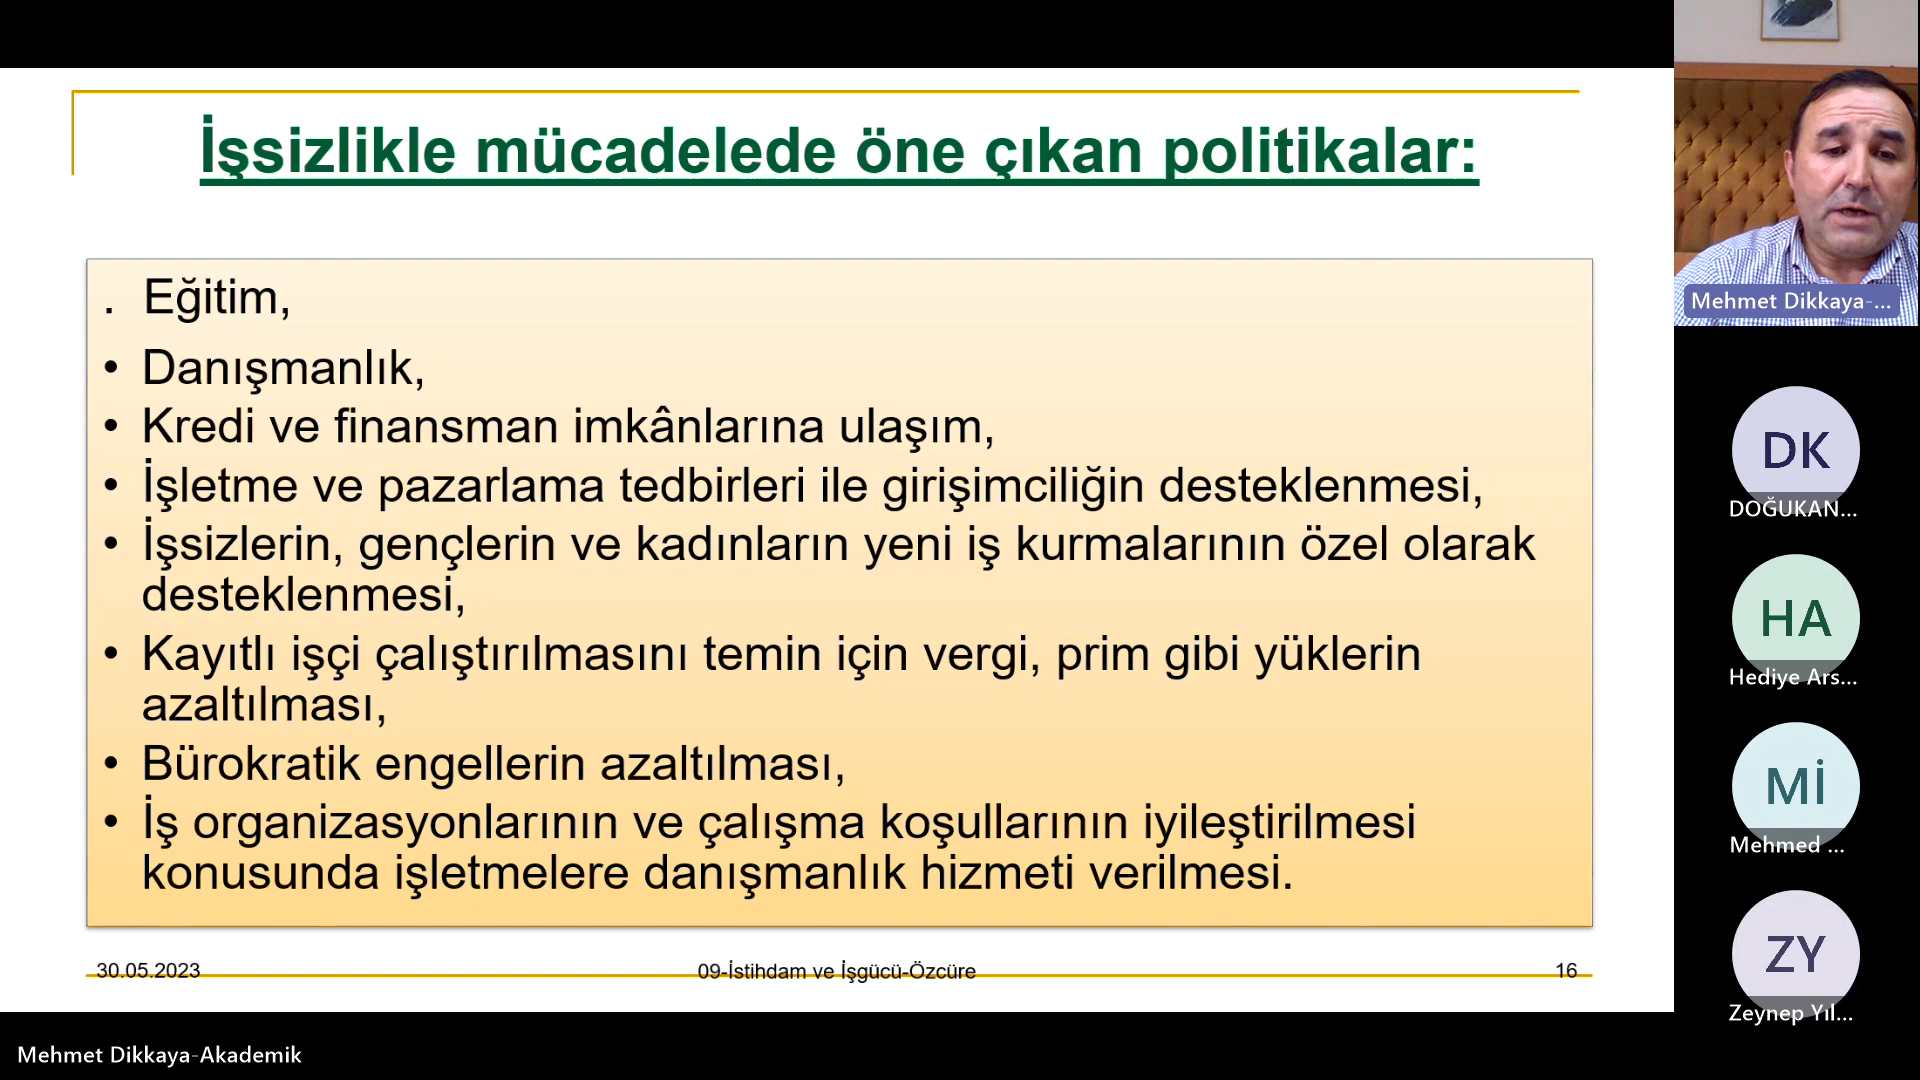 İşsizlikle mücadelede öne çıkan politikalar:
. Eğitim,
• Danışmanlık,
• Kredi ve finansman imkânlarına ulaşım,
• İşletme ve pazarlama tedbirleri ile girişimciliğin desteklenmesi,
• İşsizlerin, gençlerin ve kadınların yeni iş kurmalarının özel olarak
desteklenmesi,
• Kayıtlı işçi çalıştırılmasını temin için vergi, prim gibi yüklerin
azaltılması,
• Bürokratik engellerin azaltılması,
• İş organizasyonlarının ve çalışma koşullarının iyileştirilmesi
konusunda işletmelere danışmanlık hizmeti verilmesi.
30.05.2023
09-İstihdam ve İşgücü-Özcüre
16
Mehmet Dikkaya-...
DK
DOĞUKAN...
HA
Hediye Ars...
Mİ
Mehmed ...
ZY
Zeynep Yıl...
Mehmet Dikkaya-Akademik